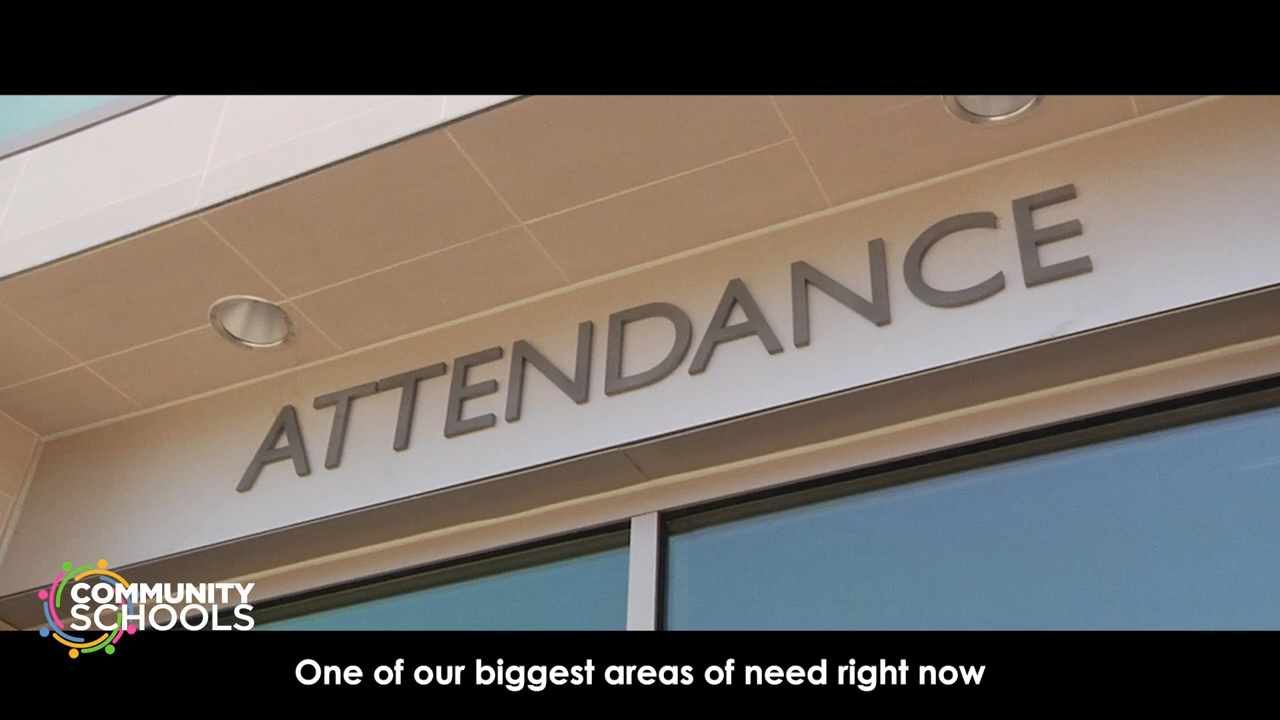 ATTENDANCE
COMMUNITY
SCHOOLS
One of our biggest areas of need right now